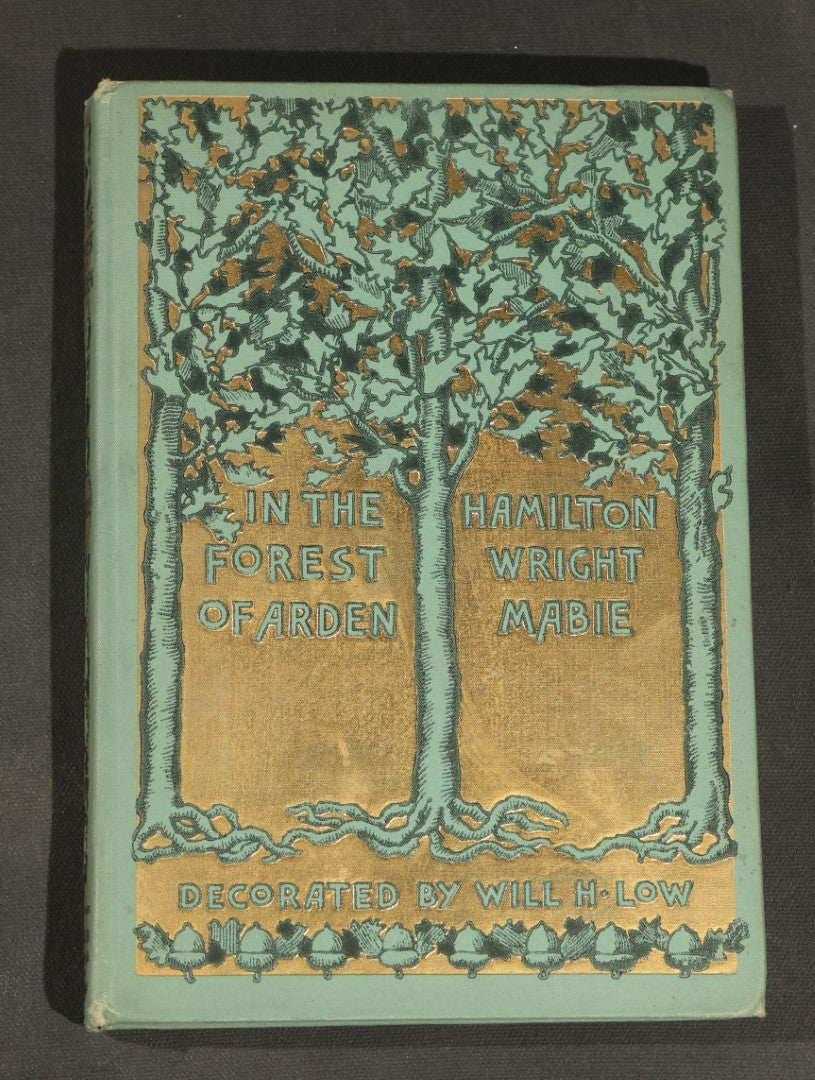 IN THE
FOREST
OF ARDEN
HAMILTON
WRIGHT
MABIE
DECORATED BY WILL H. LOW